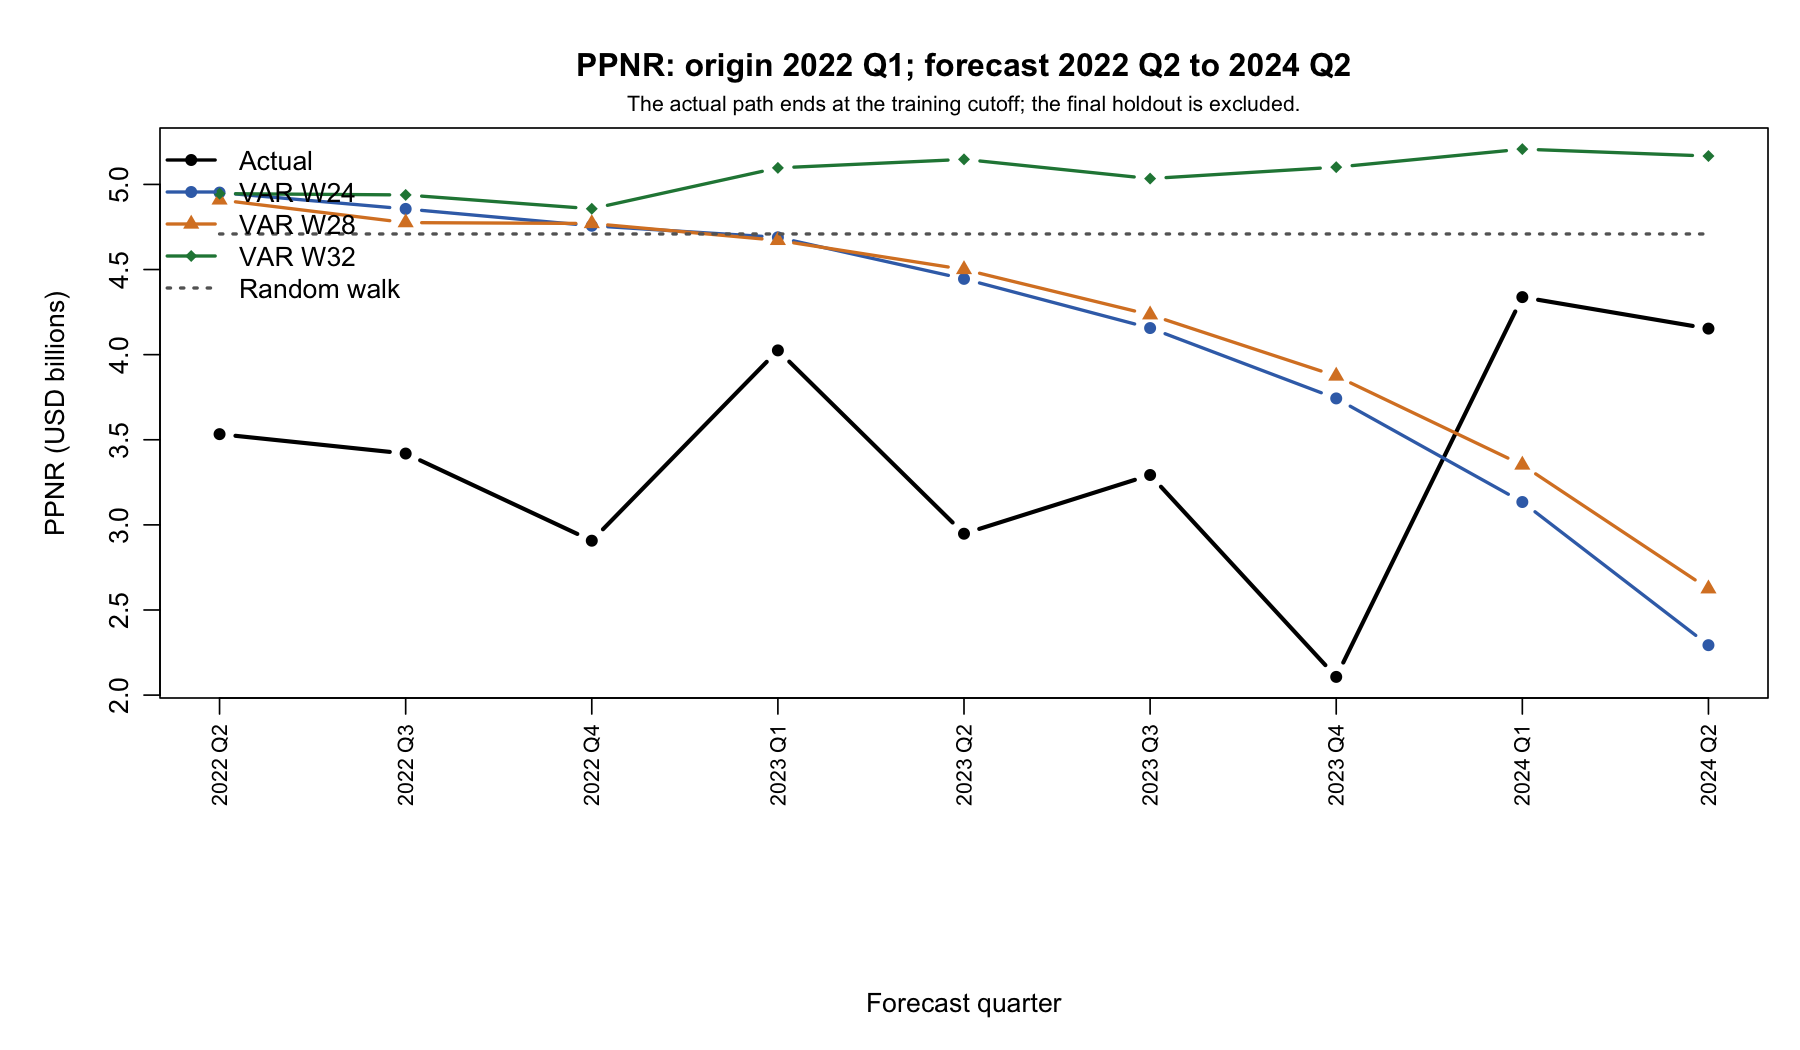 PPNR: origin 2022 Q1; forecast 2022 Q2 to 2024 Q2
The actual path ends at the training cutoff; the final holdout is excluded.
Actual
VAR W24
VAR W28
VAR W32
Random walk
PPNR (USD billions)
5.0
4.5
4.0
3.5
3.0
2.5
2.0
2022 Q2
2022 Q3
2022 Q4
2023 Q1
2023 Q2
2023 Q3
2023 Q4
2024 Q1
2024 Q2
Forecast quarter